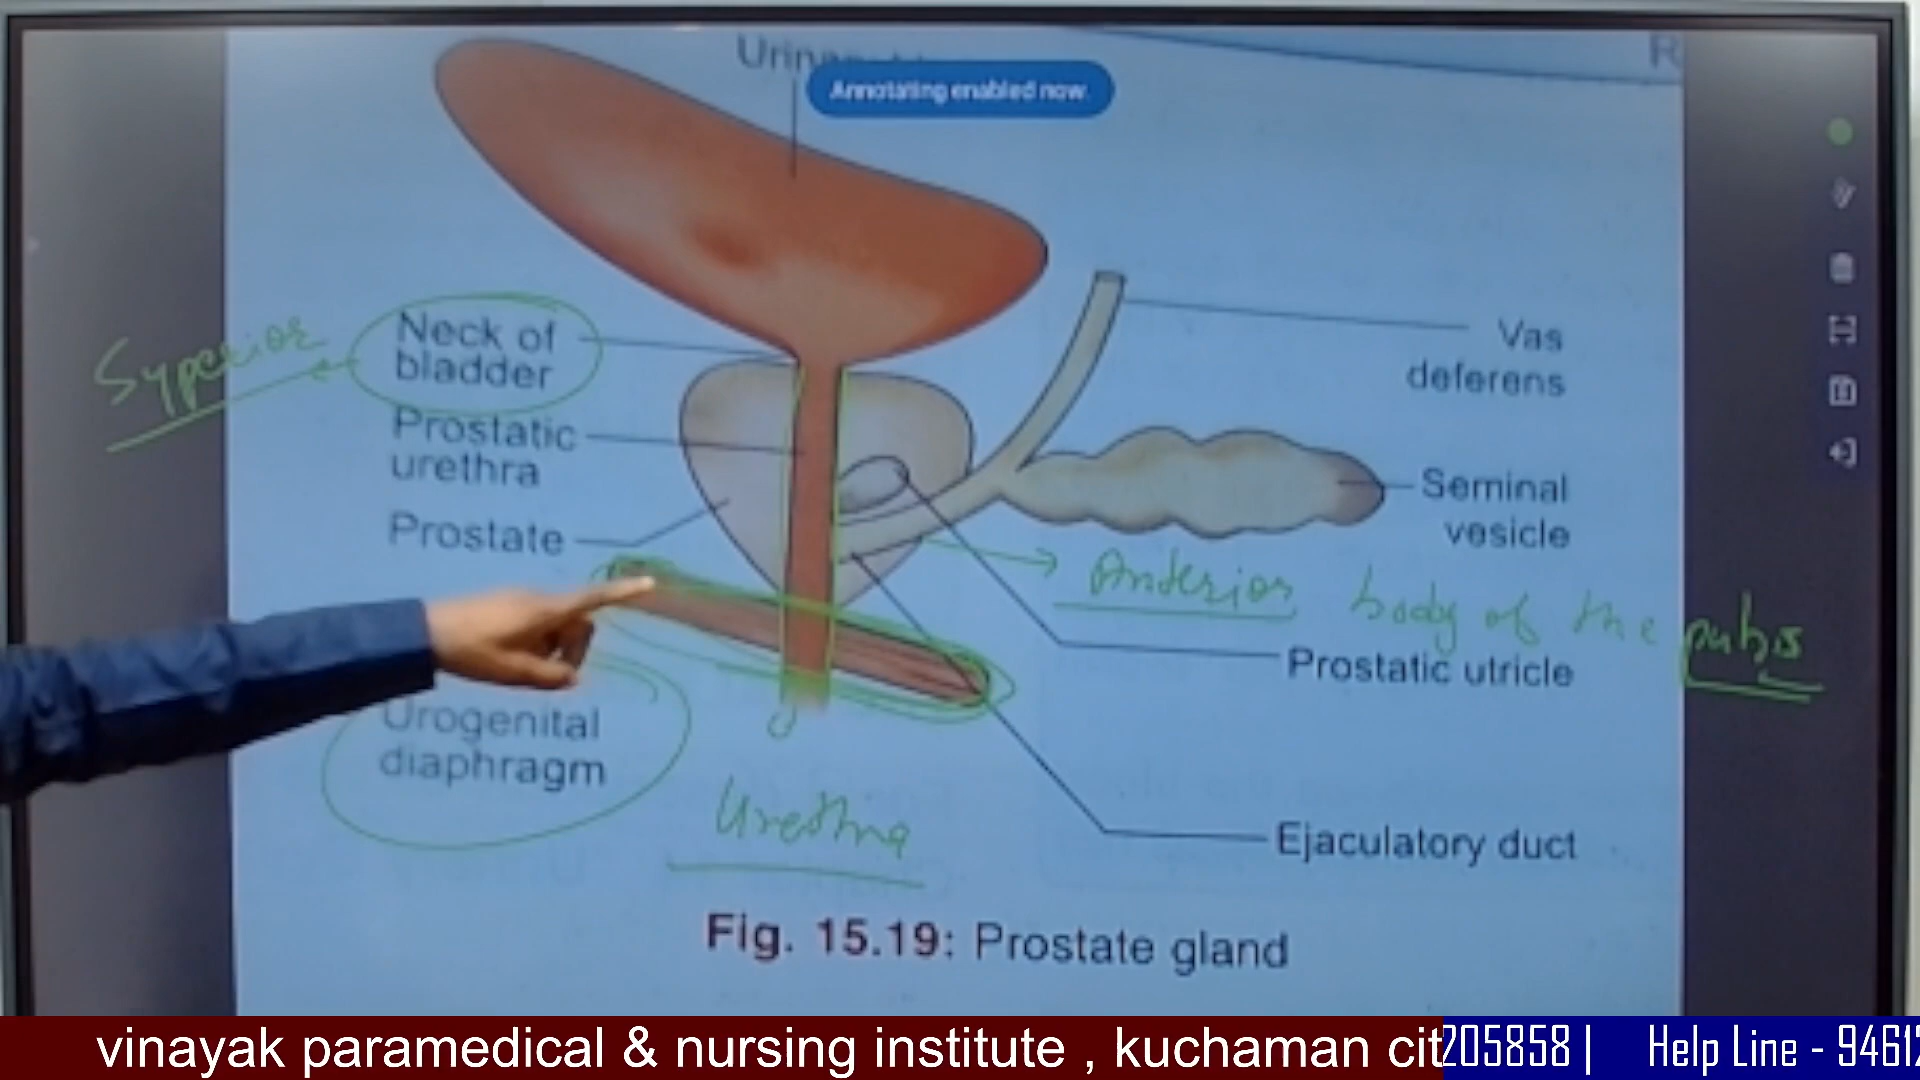 Annotating enabled now.
R
Superior
Neck of
bladder
Prostatic
urethra
Prostate
Vas
deferens
Seminal
vesicle
Anterior body of the pubis
Prostatic utricle
Urogenital
diaphragm
Urethra
Ejaculatory duct
Fig. 15.19: Prostate gland
vinayak paramedical & nursing institute , kuchaman cit
205858 | Help Line - 9461